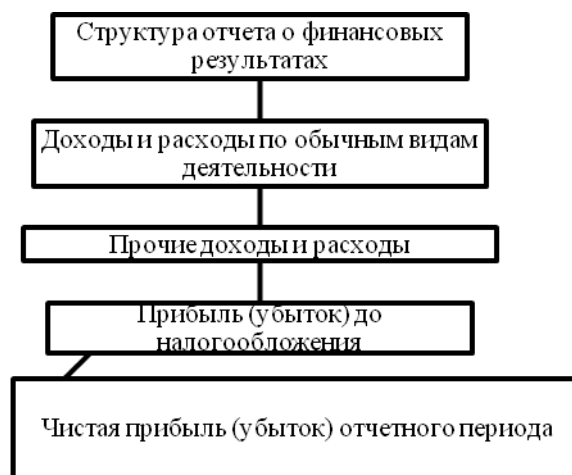 Структура отчета о финансовых
результатах
Доходы и расходы по обычным видам
деятельности
Прочие доходы и расходы
Прибыль (убыток) до
налогообложения
Чистая прибыль (убыток) отчетного периода